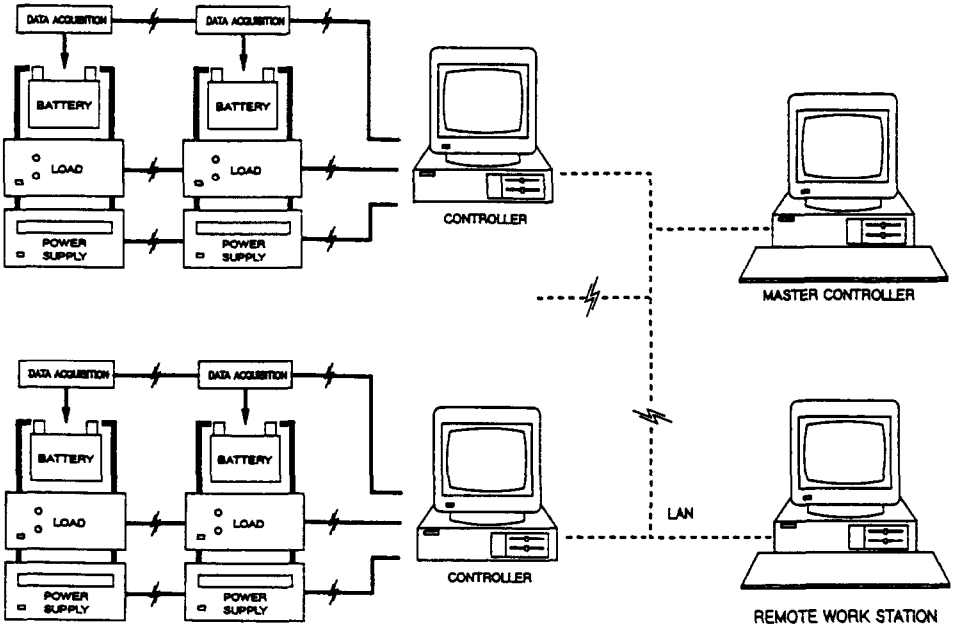 DATA ACQUISITION
DATA ACQUISITION
BATTERY
BATTERY
LOAD
LOAD
POWER
SUPPLY
POWER
SUPPLY
CONTROLLER
MASTER CONTROLLER
DATA ACQUISITION
DATA ACQUISITION
BATTERY
BATTERY
LOAD
LOAD
POWER
SUPPLY
POWER
SUPPLY
CONTROLLER
LAN
REMOTE WORK STATION